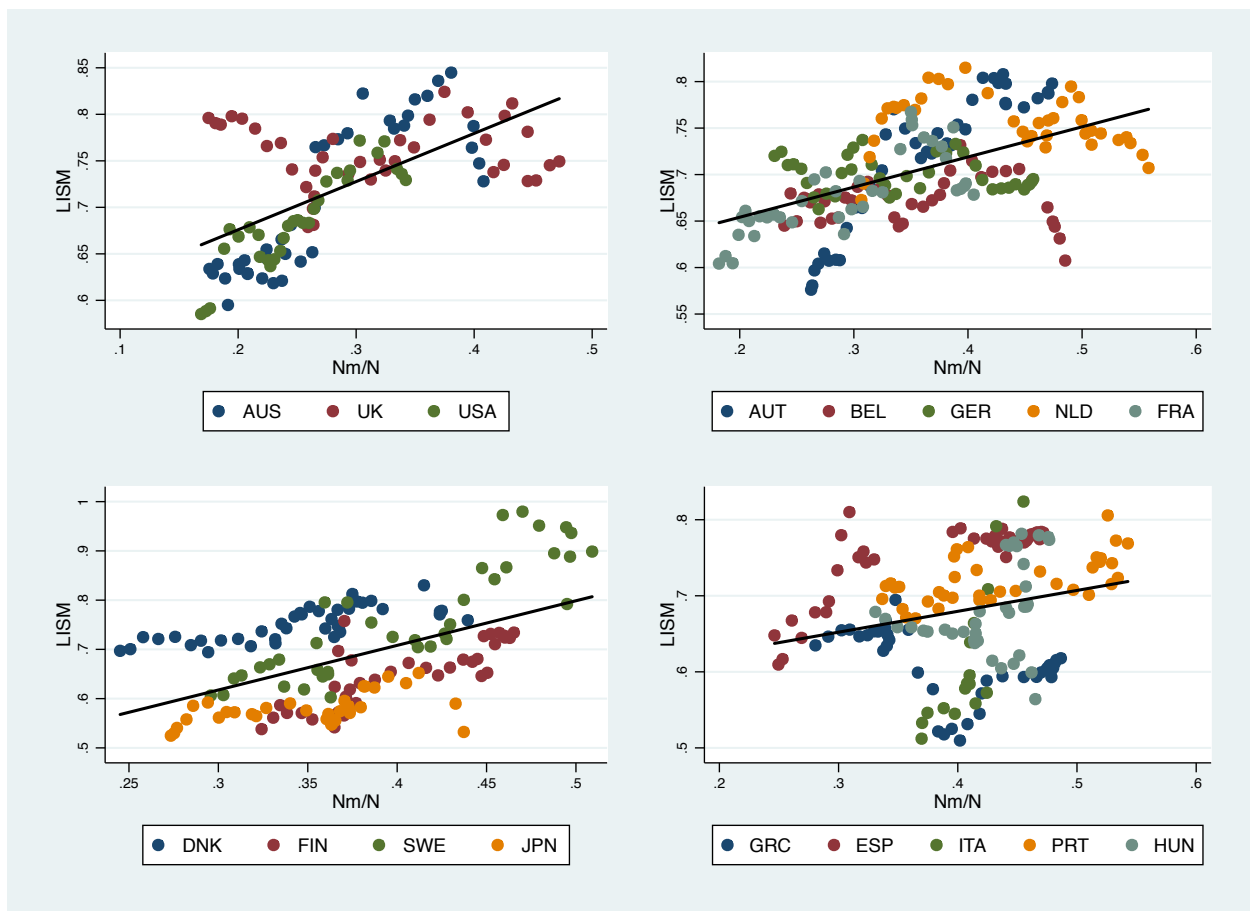 .85
.8
.75
.7
.65
.6
LISM
.1 .2 .3 .4 .5
Nm/N
AUS UK USA
.8
.75
.7
.65
.6
.55
LISM
.2 .3 .4 .5 .6
Nm/N
AUT BEL GER NLD FRA
1
.9
.8
.7
.6
.5
LISM
.25 .3 .35 .4 .45 .5
Nm/N
DNK FIN SWE JPN
.8
.7
.6
.5
LISM
.2 .3 .4 .5 .6
Nm/N
GRC ESP ITA PRT HUN